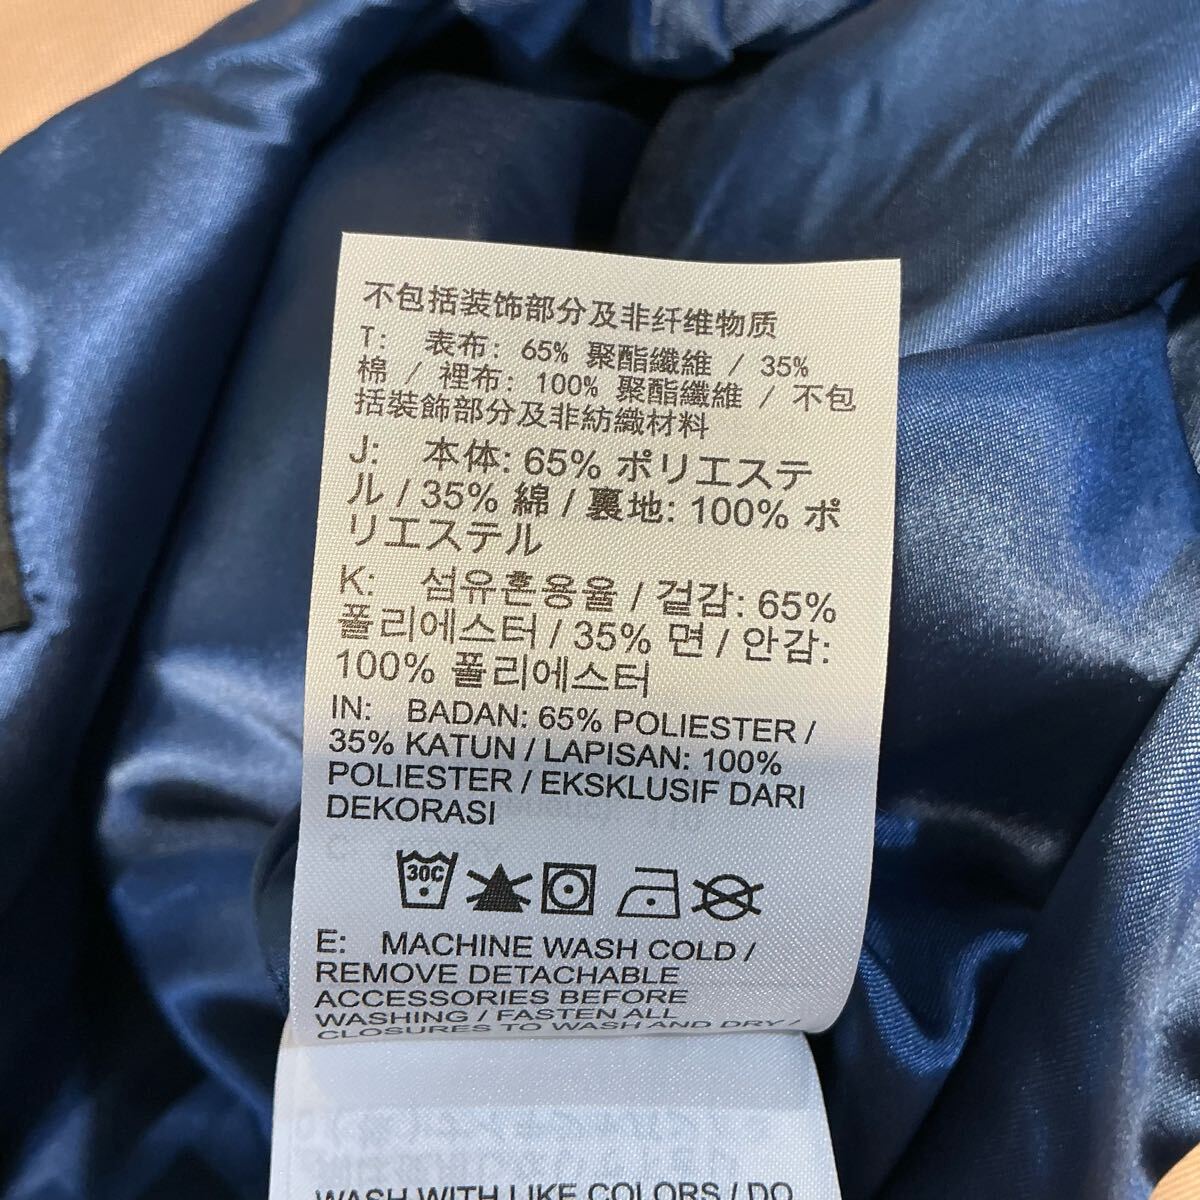 不包括装饰部分及非纤维物质
T: 表布: 65% 聚酯纖維 / 35%
棉 / 裡布: 100% 聚酯纖維 / 不包
括裝飾部分及非紡織材料
J: 本体: 65% ポリエステ
ル / 35% 綿 / 裏地: 100% ポ
リエステル
K: 섬유혼용율 / 겉감: 65%
폴리에스터 / 35% 면 / 안감:
100% 폴리에스터
IN: BADAN: 65% POLIESTER /
35% KATUN / LAPISAN: 100%
POLIESTER / EKSKLUSIF DARI
DEKORASI
30C
E: MACHINE WASH COLD /
REMOVE DETACHABLE
ACCESSORIES BEFORE
WASHING / FASTEN ALL
CLOSURES TO WASH AND DRY /
WASH WITH LIKE COLORS / DO